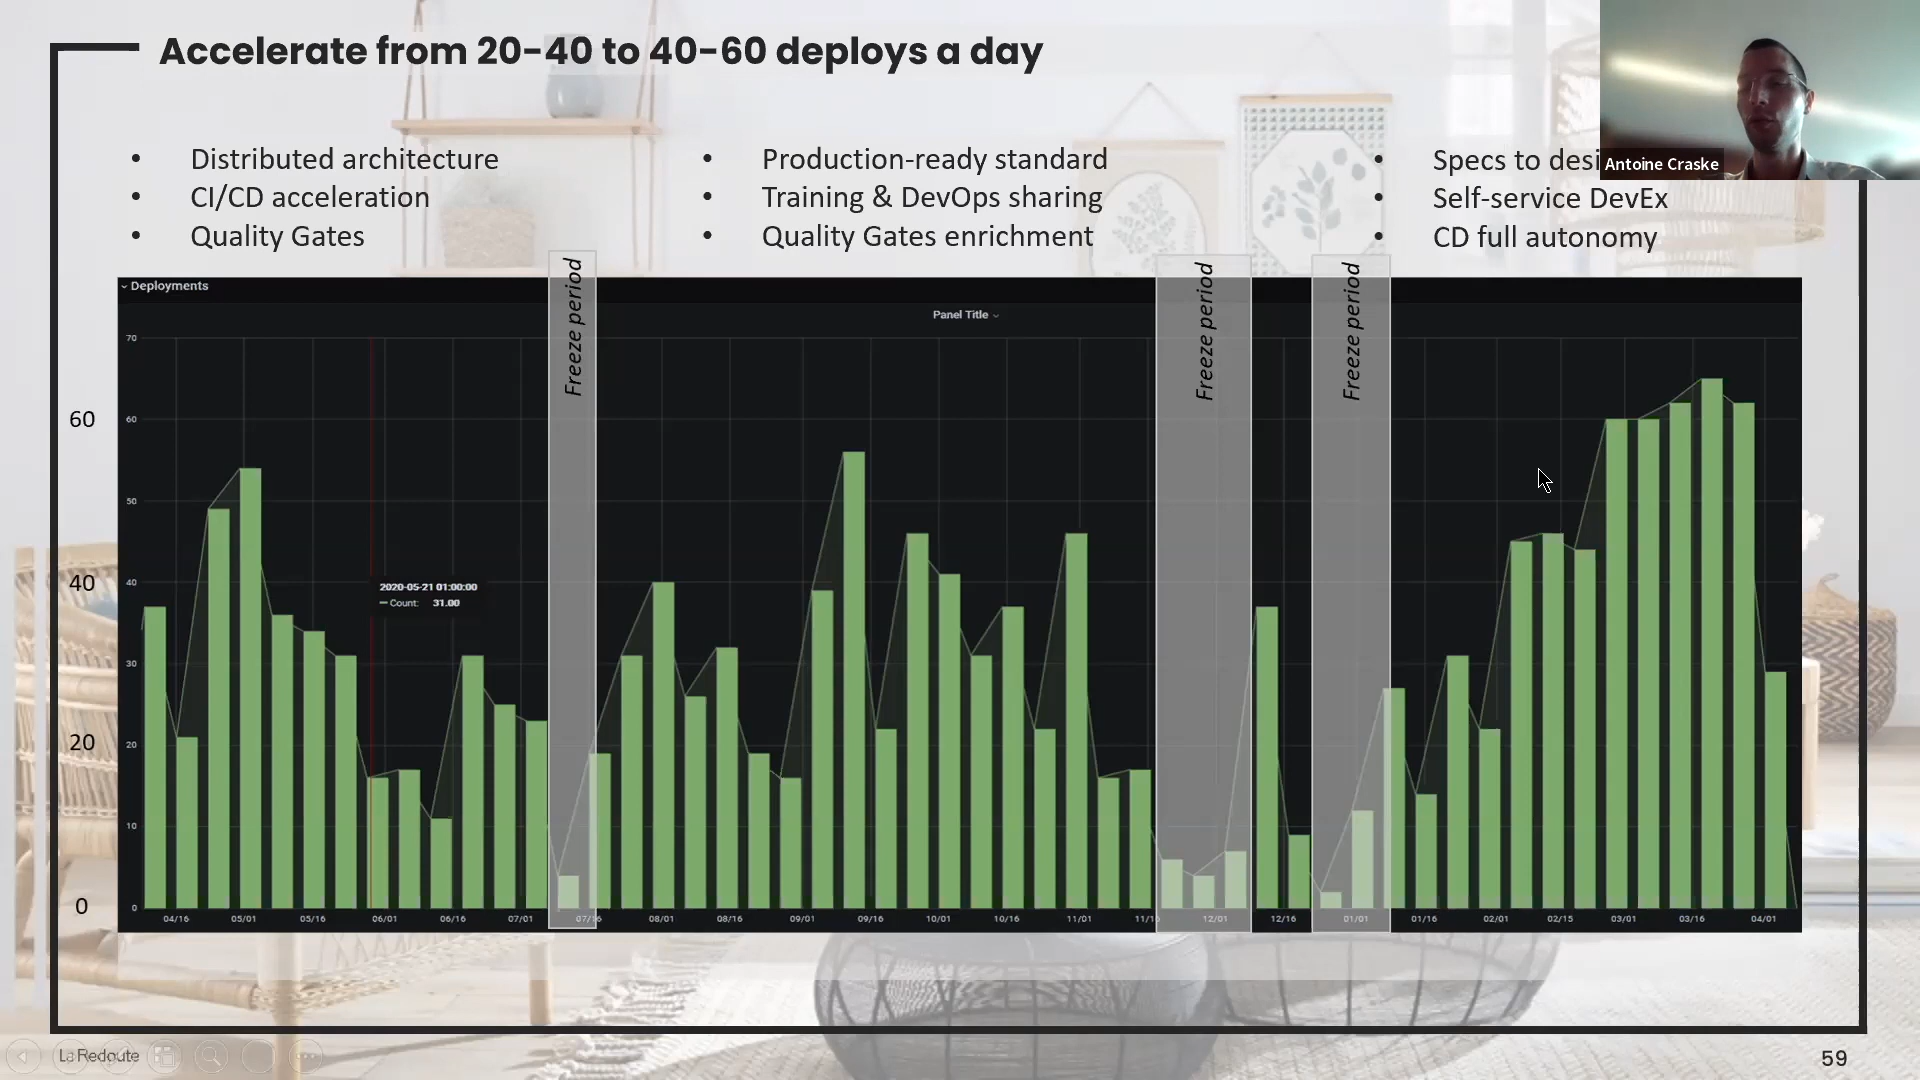 Accelerate from 20-40 to 40-60 deploys a day
• Distributed architecture
• CI/CD acceleration
• Quality Gates
• Production-ready standard
• Training & DevOps sharing
• Quality Gates enrichment
• Specs to desi
• Self-service DevEx
• CD full autonomy
Antoine Craske
Deployments
Panel Title
Freeze period
Freeze period
Freeze period
60
40
20
0
70
60
50
40
30
20
10
0
2020-05-21 01:00:00
Count: 31.00
04/16 05/01 05/16 06/01 06/16 07/01 07/16 08/01 08/16 09/01 09/16 10/01 10/16 11/01 11/1 12/01 12/16 01/01 01/16 02/01 02/15 03/01 03/16 04/01
La Redoute
59